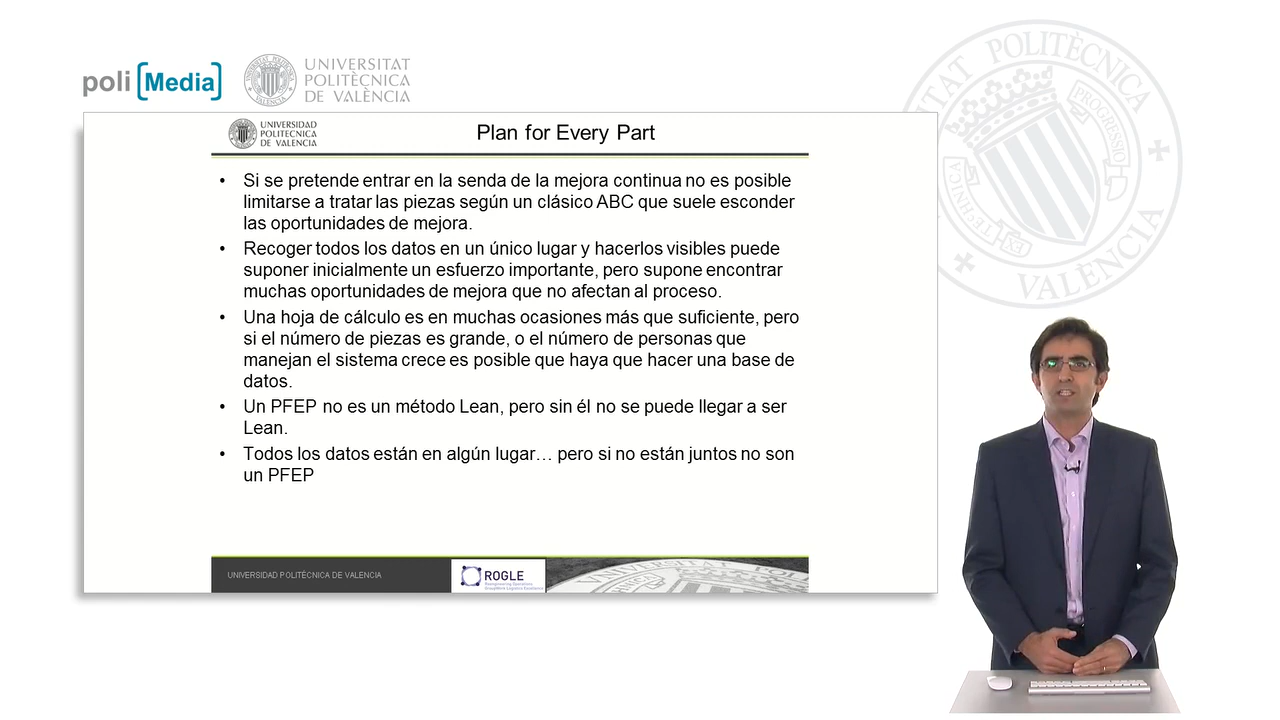 poli [Media]
UNIVERSITAT
POLITÈCNICA
DE VALÈNCIA
UNIVERSIDAD
POLITECNICA
DE VALENCIA
Plan for Every Part
• Si se pretende entrar en la senda de la mejora continua no es posible
limitarse a tratar las piezas según un clásico ABC que suele esconder
las oportunidades de mejora.
• Recoger todos los datos en un único lugar y hacerlos visibles puede
suponer inicialmente un esfuerzo importante, pero supone encontrar
muchas oportunidades de mejora que no afectan al proceso.
• Una hoja de cálculo es en muchas ocasiones más que suficiente, pero
si el número de piezas es grande, o el número de personas que
manejan el sistema crece es posible que haya que hacer una base de
datos.
• Un PFEP no es un método Lean, pero sin él no se puede llegar a ser
Lean.
• Todos los datos están en algún lugar… pero si no están juntos no son
un PFEP
UNIVERSIDAD POLITÉCNICA DE VALENCIA
ROGLE
POLITÈCNICA
VALÈNCIA
PROGRESSIO